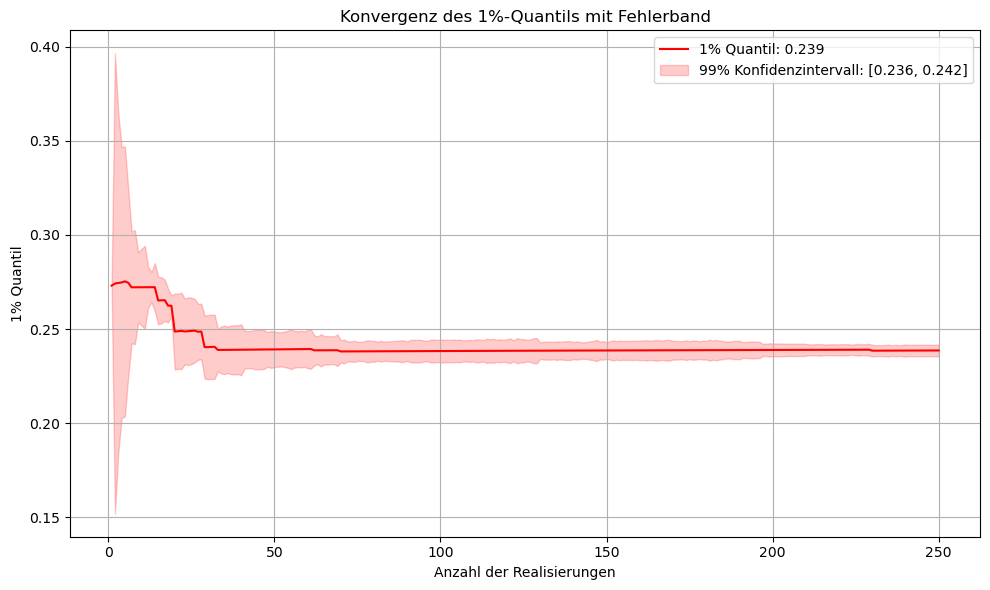 Konvergenz des 1%-Quantils mit Fehlerband
1% Quantil: 0.239
99% Konfidenzintervall: [0.236, 0.242]
1% Quantil
0.40
0.35
0.30
0.25
0.20
0.15
0
50
100
150
200
250
Anzahl der Realisierungen